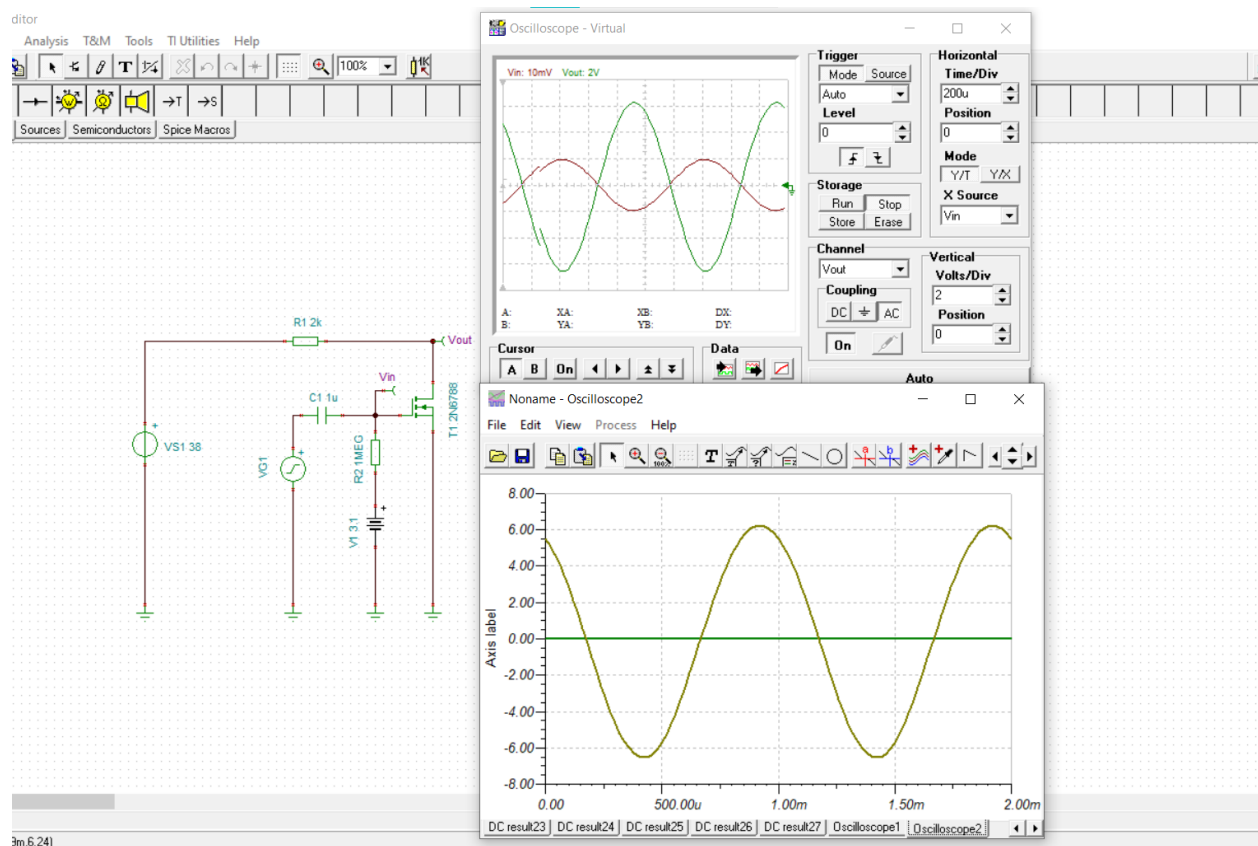 ditor
Analysis T&M Tools TI Utilities Help
100%
Sources Semiconductors Spice Macros
Oscilloscope - Virtual
Vin: 10mV Vout: 2V
A: XA: XB: DX:
B: YA: YB: DY:
Cursor
A B On
Data
Trigger
Mode Source
Auto
Level
0
Storage
Run Stop
Store Erase
Horizontal
Time/Div
200u
Position
0
Mode
Y/T Y/X
X Source
Vin
Channel
Vout
Coupling
DC AC
On
Vertical
Volts/Div
2
Position
0
Auto
R1 2k
Vout
Vin
C1 1u
T1 2N6788
VS1 38
VG1
R2 1MEG
V1 3.1
Noname - Oscilloscope2
File Edit View Process Help
8.00
6.00
4.00
2.00
0.00
-2.00
-4.00
-6.00
-8.00
Axis label
0.00 500.00u 1.00m 1.50m 2.00m
DC result23 DC result24 DC result25 DC result26 DC result27 Oscilloscope1 Oscilloscope2
9m,6.24)